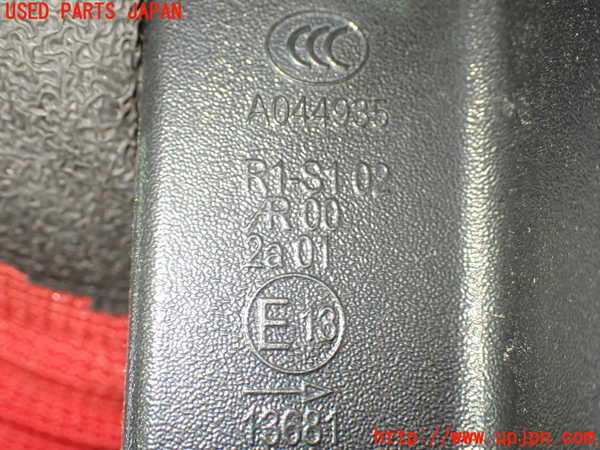 USED PARTS JAPAN
CCC
A044935
R1-S1 02
/R 00
2a 01
E 13
13681
http://www.upjpn.com